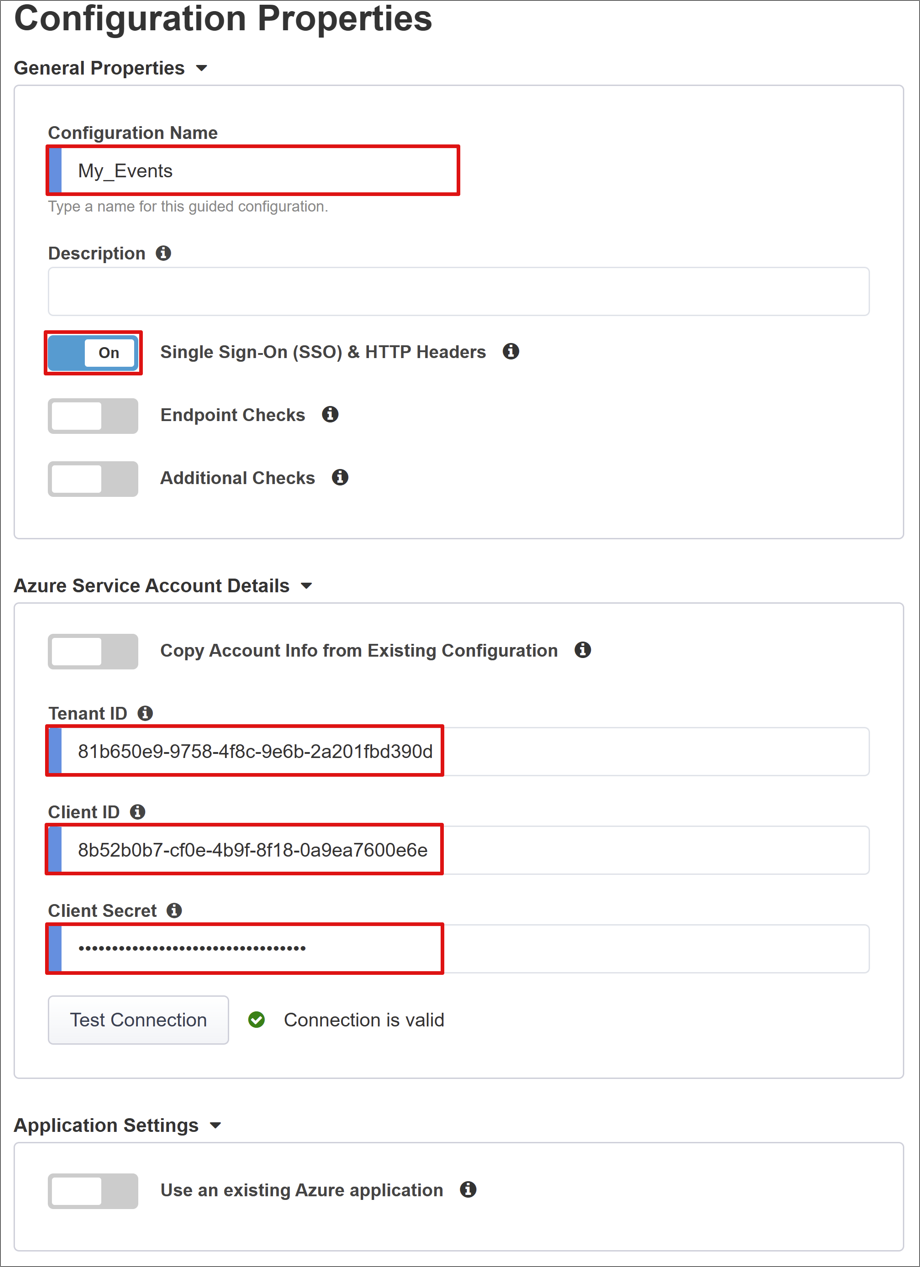 Configuration Properties
General Properties
Configuration Name
My_Events
Type a name for this guided configuration.
Description
On
Single Sign-On (SSO) & HTTP Headers
Endpoint Checks
Additional Checks
Azure Service Account Details
Copy Account Info from Existing Configuration
Tenant ID
81b650e9-9758-4f8c-9e6b-2a201fbd390d
Client ID
8b52b0b7-cf0e-4b9f-8f18-0a9ea7600e6e
Client Secret
••••••••••••••••••••••••••••••••••
Test Connection
Connection is valid
Application Settings
Use an existing Azure application